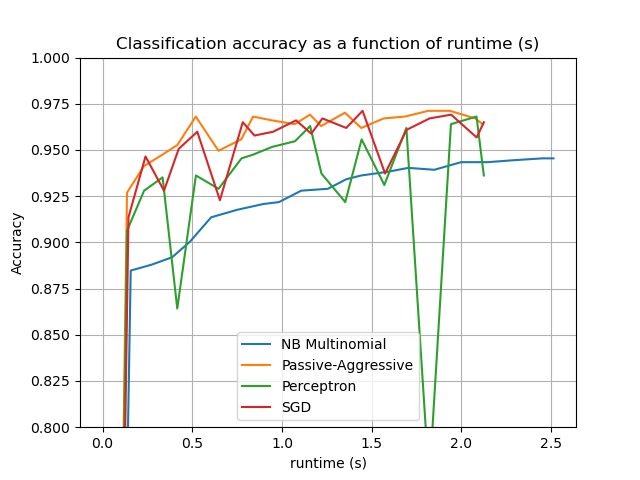 Classification accuracy as a function of runtime (s)
1.000
0.975
0.950
0.925
0.900
0.875
0.850
0.825
0.800
Accuracy
NB Multinomial
Passive-Aggressive
Perceptron
SGD
0.0 0.5 1.0 1.5 2.0 2.5
runtime (s)